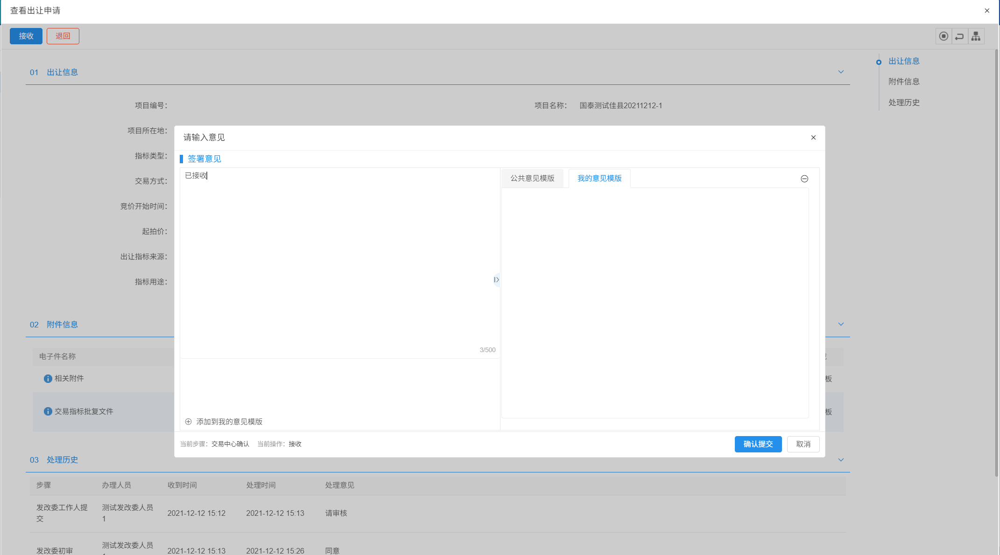 查看出让申请
接收 退回
01 出让信息
出让信息
附件信息
处理历史
项目编号： 项目名称： 国泰测试佳县20211212-1
项目所在地：
指标类型：
交易方式：
竞价开始时间：
起拍价：
出让指标来源：
指标用途：
请输入意见
签署意见
已接收
3/500
添加到我的意见模版
公共意见模版 我的意见模版
当前步骤：交易中心确认 当前操作：接收
确认提交 取消
02 附件信息
电子件名称
相关附件 板
交易指标批复文件 板
03 处理历史
步骤 办理人员 收到时间 处理时间 处理意见
发改委工作人提交 测试发改委人员1 2021-12-12 15:12 2021-12-12 15:13 请审核
发改委初审 测试发改委人员 2021-12-12 15:13 2021-12-12 15:26 同意